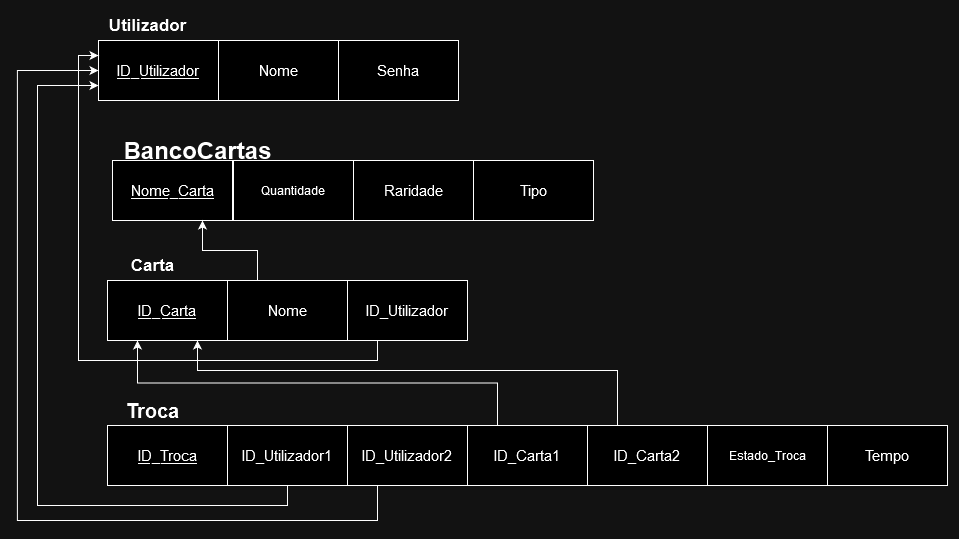 Utilizador
ID_Utilizador Nome Senha
BancoCartas
Nome_Carta Quantidade Raridade Tipo
Carta
ID_Carta Nome ID_Utilizador
Troca
ID_Troca ID_Utilizador1 ID_Utilizador2 ID_Carta1 ID_Carta2 Estado_Troca Tempo